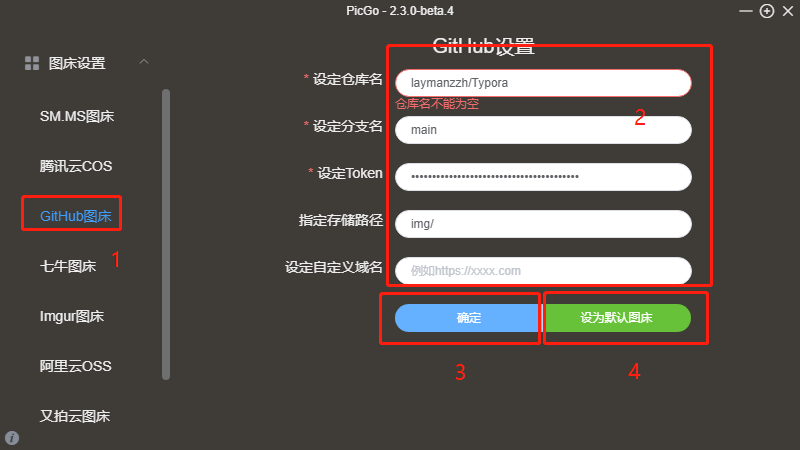 PicGo - 2.3.0-beta.4
图床设置
SM.MS图床
腾讯云COS
GitHub图床
1
七牛图床
Imgur图床
阿里云OSS
又拍云图床
GitHub设置
* 设定仓库名
laymanzzh/Typora
仓库名不能为空
2
* 设定分支名
main
* 设定Token
指定存储路径
img/
设定自定义域名
例如https://xxxx.com
确定
设为默认图床
3
4